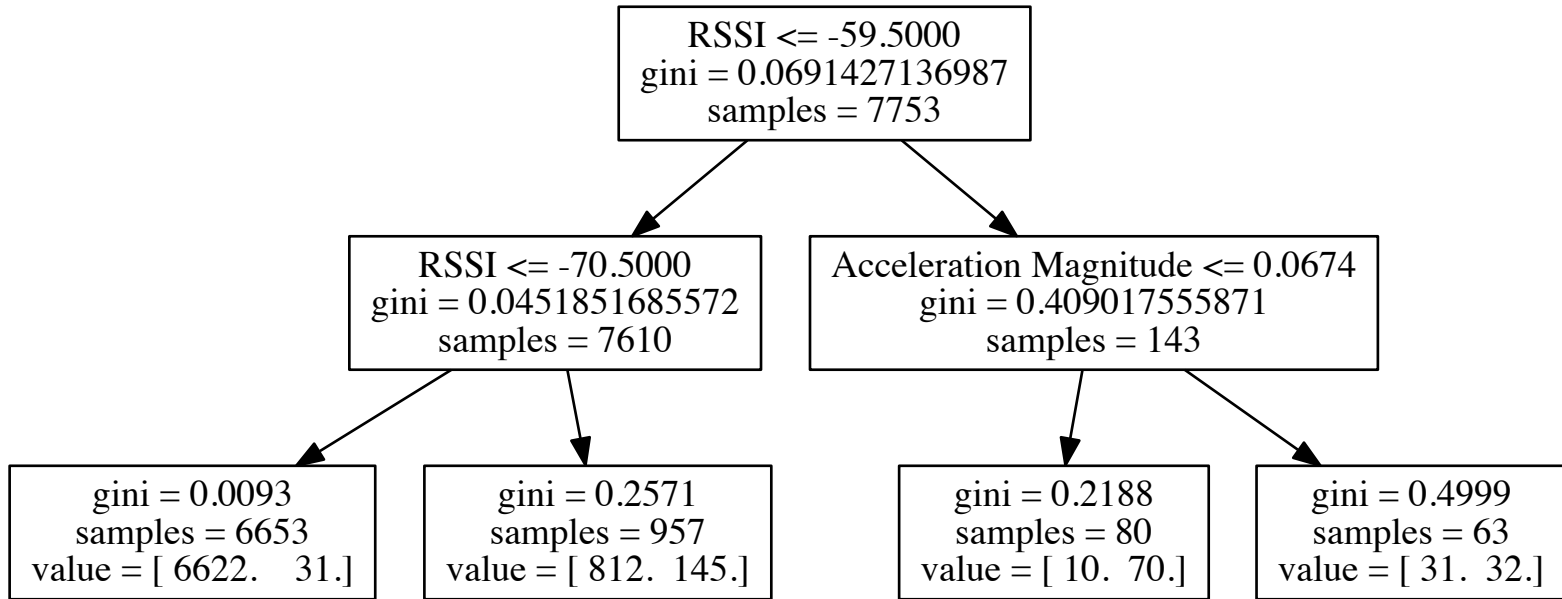 RSSI <= -59.5000
gini = 0.0691427136987
samples = 7753
RSSI <= -70.5000
gini = 0.0451851685572
samples = 7610
Acceleration Magnitude <= 0.0674
gini = 0.409017555871
samples = 143
gini = 0.0093
samples = 6653
value = [ 6622.    31.]
gini = 0.2571
samples = 957
value = [ 812.  145.]
gini = 0.2188
samples = 80
value = [ 10.  70.]
gini = 0.4999
samples = 63
value = [ 31.  32.]